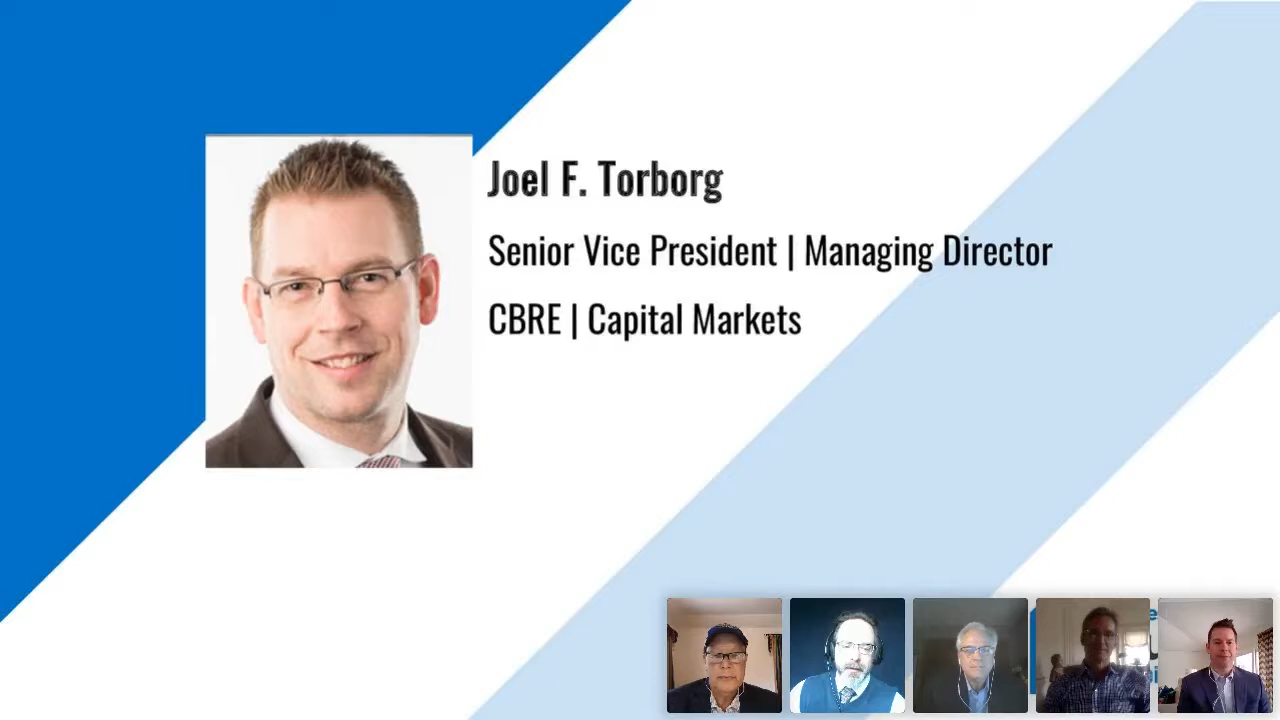 Joel F. Torborg
Senior Vice President | Managing Director
CBRE | Capital Markets